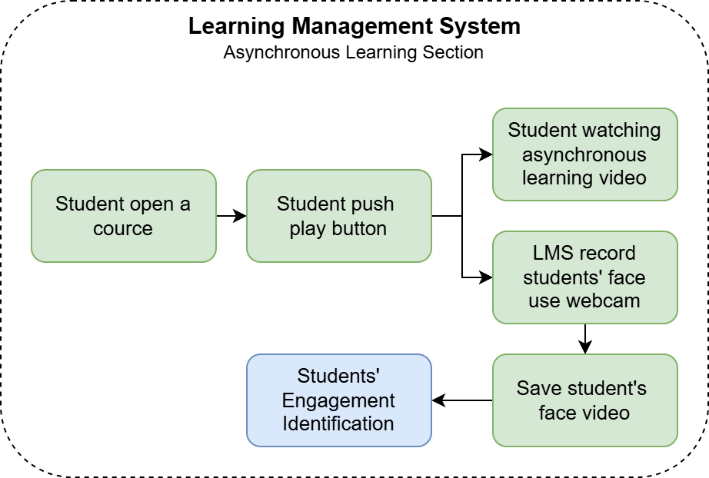 Learning Management System
Asynchronous Learning Section
Student open a
cource
Student push
play button
Student watching
asynchronous
learning video
LMS record
students' face
use webcam
Save student's
face video
Students'
Engagement
Identification